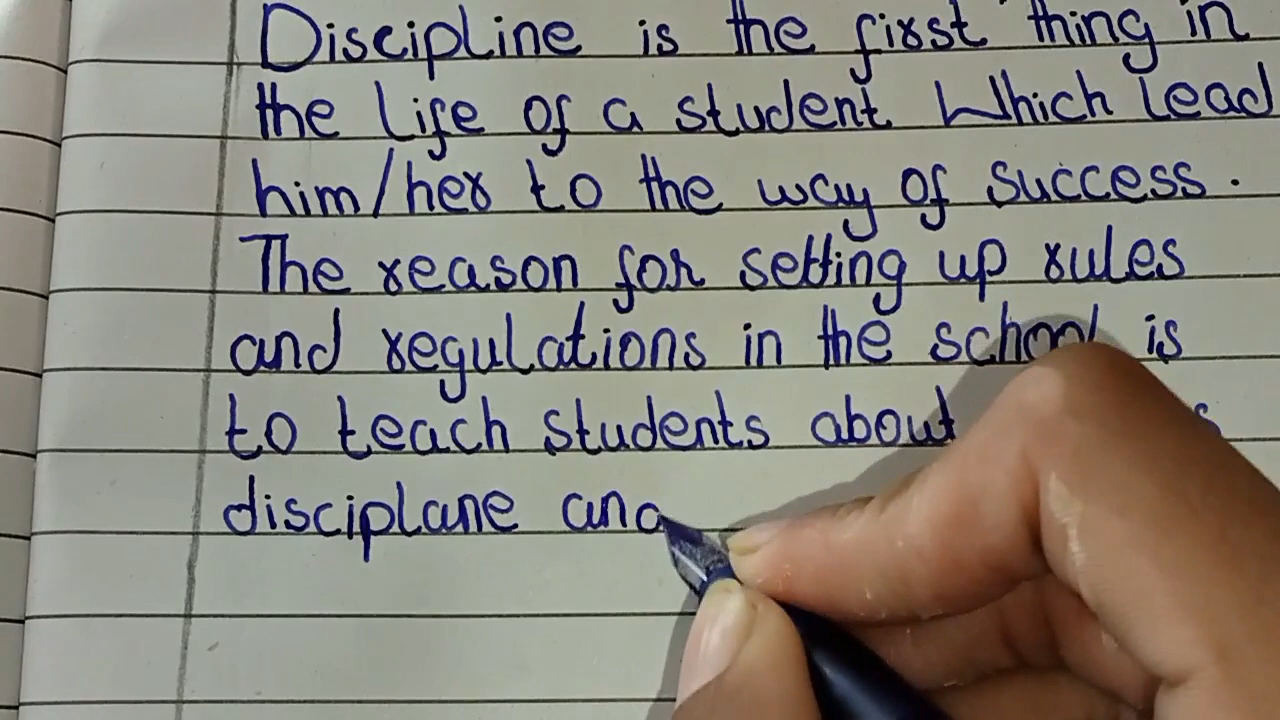 Discipline is the first thing in
the life of a student Which lead
him/her to the way of success.
The reason for setting up rules
and regulations in the school is
to teach students about
disciplane and